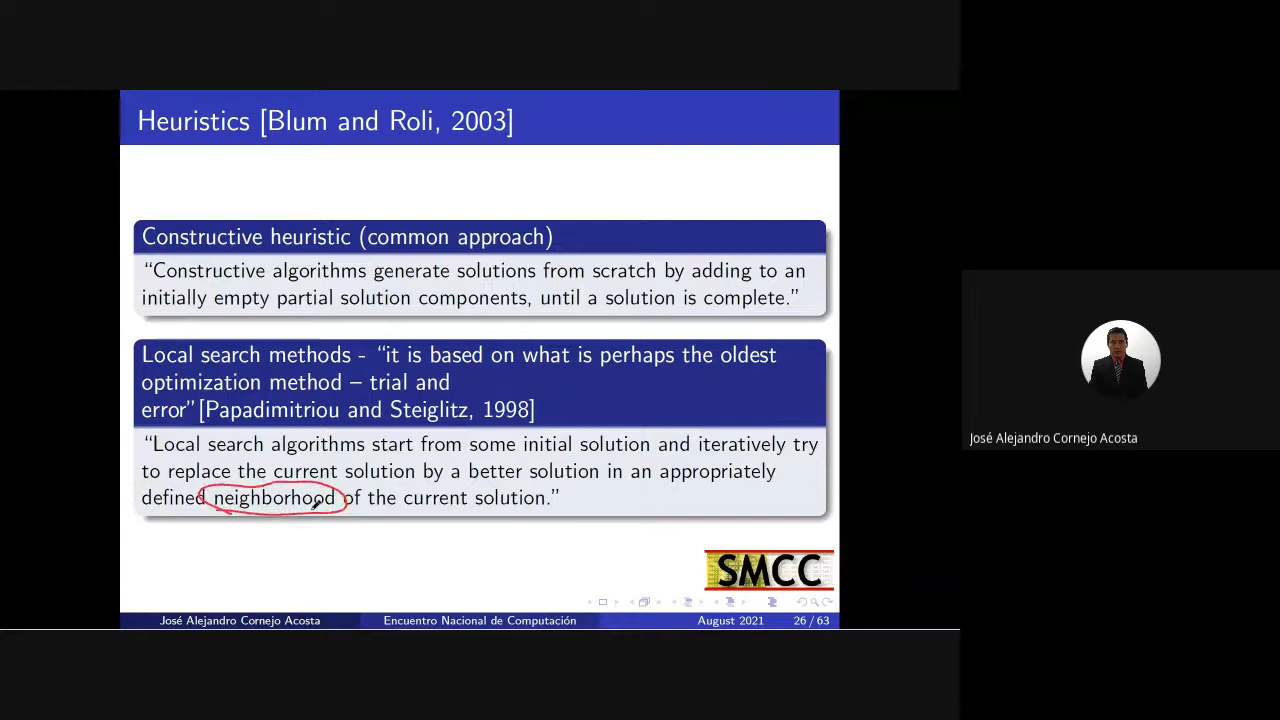 Heuristics [Blum and Roli, 2003]
Constructive heuristic (common approach)
“Constructive algorithms generate solutions from scratch by adding to an
initially empty partial solution components, until a solution is complete.”
Local search methods - “it is based on what is perhaps the oldest
optimization method – trial and
error”[Papadimitriou and Steiglitz, 1998]
“Local search algorithms start from some initial solution and iteratively try
to replace the current solution by a better solution in an appropriately
defined neighborhood of the current solution.”
SMCC
José Alejandro Cornejo Acosta
Encuentro Nacional de Computación
August 2021
26 / 63
José Alejandro Cornejo Acosta